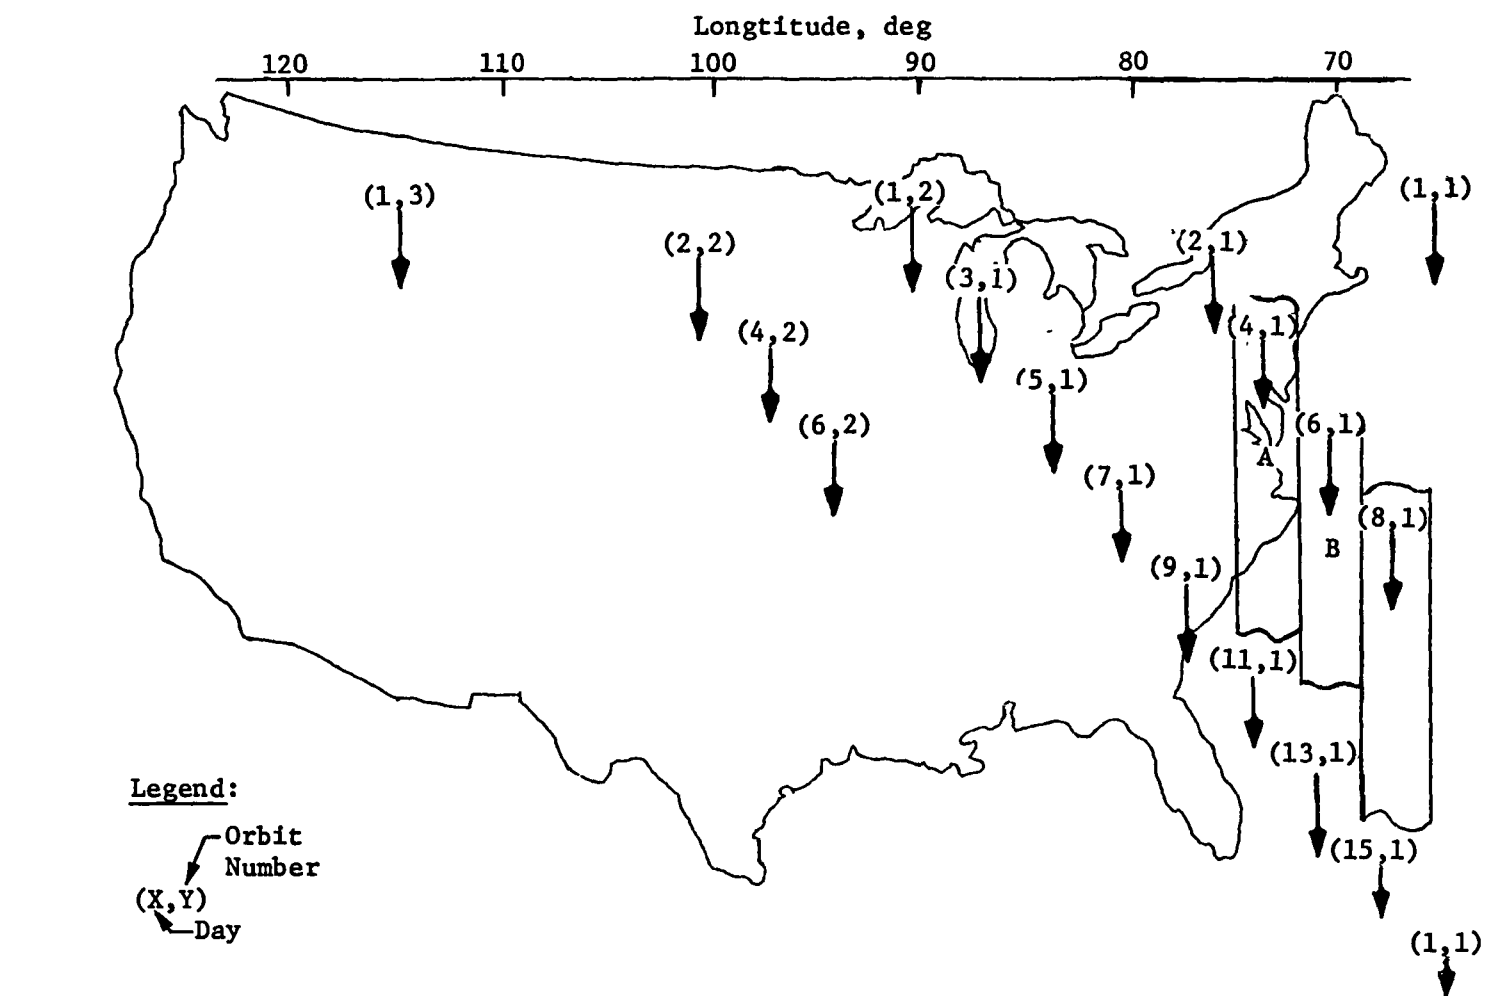 Longtitude, deg
120 110 100 90 80 70
(1,3) (1,2) (1,1)
(2,2) (2,1)
(3,1)
(4,2) (4,1)
(5,1)
(6,2) (6,1)
A
(7,1)
(8,1)
B
(9,1)
(11,1)
(13,1)
Legend:
Orbit
Number
(15,1)
(X,Y)
Day
(1,1)